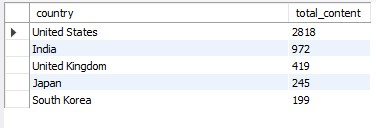 country total_content
United States 2818
India 972
United Kingdom 419
Japan 245
South Korea 199